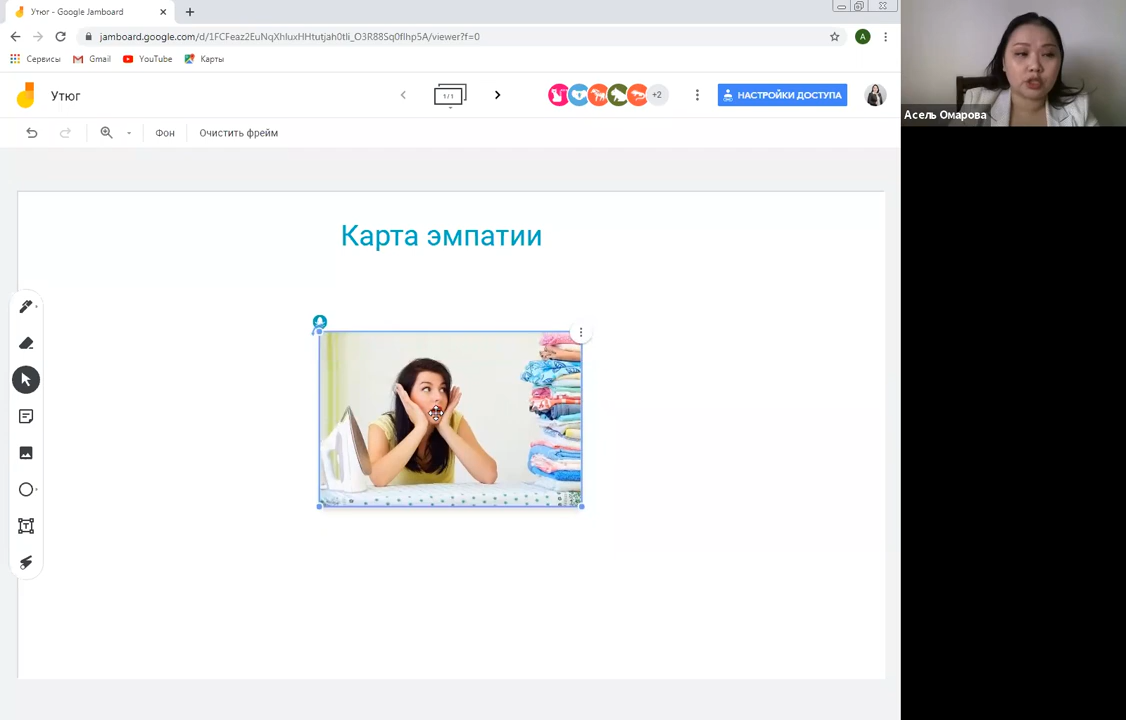 Утюг - Google Jamboard
jamboard.google.com/d/1FCFeaz2EuNqXhluxHHtutjah0tli_O3R88Sq0flhp5A/viewer?f=0
A
Сервисы Gmail YouTube Карты
Утюг
1/1
+2
НАСТРОЙКИ ДОСТУПА
Фон
Очистить фрейм
Асель Омарова
Карта эмпатии
T